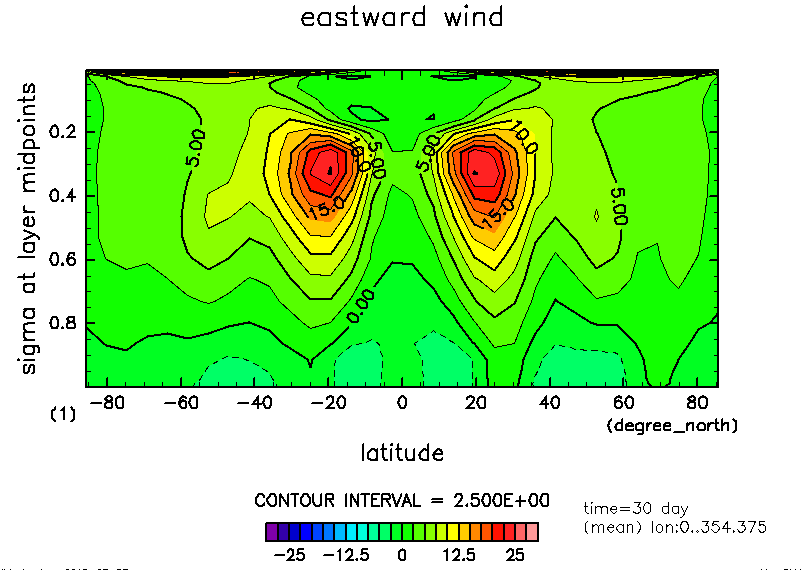 eastward wind
sigma at layer midpoints
0.2
0.4
0.6
0.8
5.00
10.0
5.00
15.0
0.00
5.00
10.0
15.0
5.00
−80 −60 −40 −20 0 20 40 60 80
(1)
(degree_north)
latitude
CONTOUR INTERVAL = 2.500E+00
−25 −12.5 0 12.5 25
time=30 day
(mean) lon:0..354.375